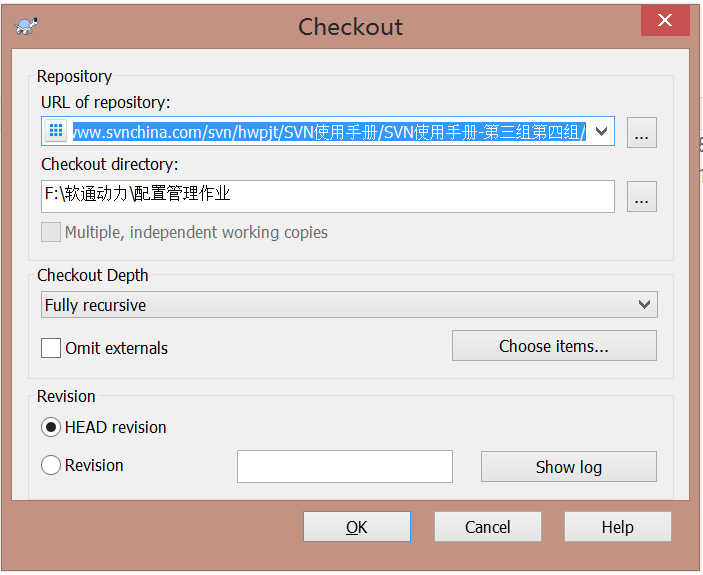 Checkout
Repository
URL of repository:
www.svnchina.com/svn/hwpjt/SVN使用手册/SVN使用手册-第三组第四组/
...
Checkout directory:
F:\软通动力\配置管理作业
...
Multiple, independent working copies
Checkout Depth
Fully recursive
Omit externals
Choose items...
Revision
HEAD revision
Revision
Show log
OK
Cancel
Help